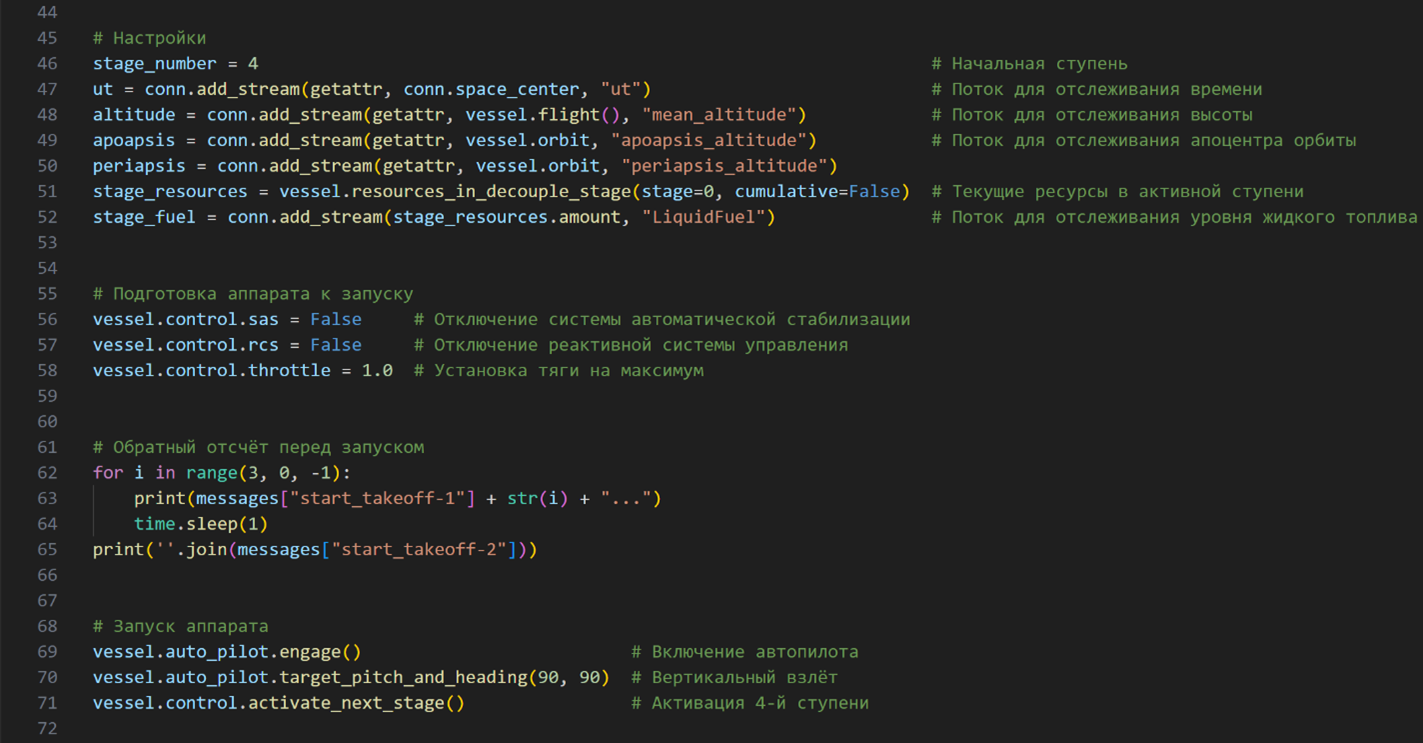 44
45 # Настройки
46 stage_number = 4 # Начальная ступень
47 ut = conn.add_stream(getattr, conn.space_center, "ut") # Поток для отслеживания времени
48 altitude = conn.add_stream(getattr, vessel.flight(), "mean_altitude") # Поток для отслеживания высоты
49 apoapsis = conn.add_stream(getattr, vessel.orbit, "apoapsis_altitude") # Поток для отслеживания апоцентра орбиты
50 periapsis = conn.add_stream(getattr, vessel.orbit, "periapsis_altitude")
51 stage_resources = vessel.resources_in_decouple_stage(stage=0, cumulative=False) # Текущие ресурсы в активной ступени
52 stage_fuel = conn.add_stream(stage_resources.amount, "LiquidFuel") # Поток для отслеживания уровня жидкого топлива
53
54
55 # Подготовка аппарата к запуску
56 vessel.control.sas = False # Отключение системы автоматической стабилизации
57 vessel.control.rcs = False # Отключение реактивной системы управления
58 vessel.control.throttle = 1.0 # Установка тяги на максимум
59
60
61 # Обратный отсчёт перед запуском
62 for i in range(3, 0, -1):
63     print(messages["start_takeoff-1"] + str(i) + "...")
64     time.sleep(1)
65 print(''.join(messages["start_takeoff-2"]))
66
67
68 # Запуск аппарата
69 vessel.auto_pilot.engage() # Включение автопилота
70 vessel.auto_pilot.target_pitch_and_heading(90, 90) # Вертикальный взлёт
71 vessel.control.activate_next_stage() # Активация 4-й ступени
72